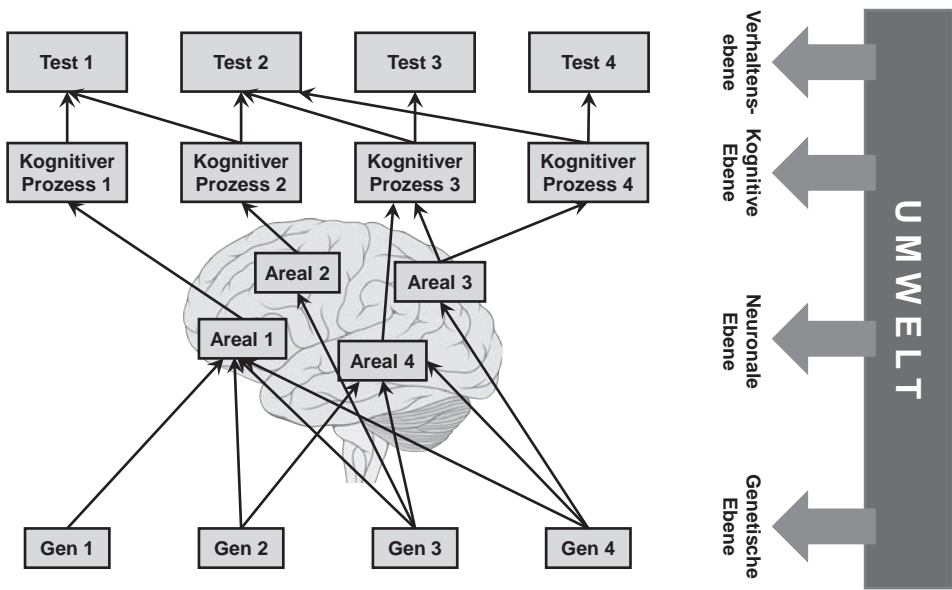 Test 1
Test 2
Test 3
Test 4
Kognitiver
Prozess 1
Kognitiver
Prozess 2
Kognitiver
Prozess 3
Kognitiver
Prozess 4
Areal 2
Areal 3
Areal 1
Areal 4
Gen 1
Gen 2
Gen 3
Gen 4
Verhaltens-
ebene
Kognitive
Ebene
Neuronale
Ebene
Genetische
Ebene
UMWELT